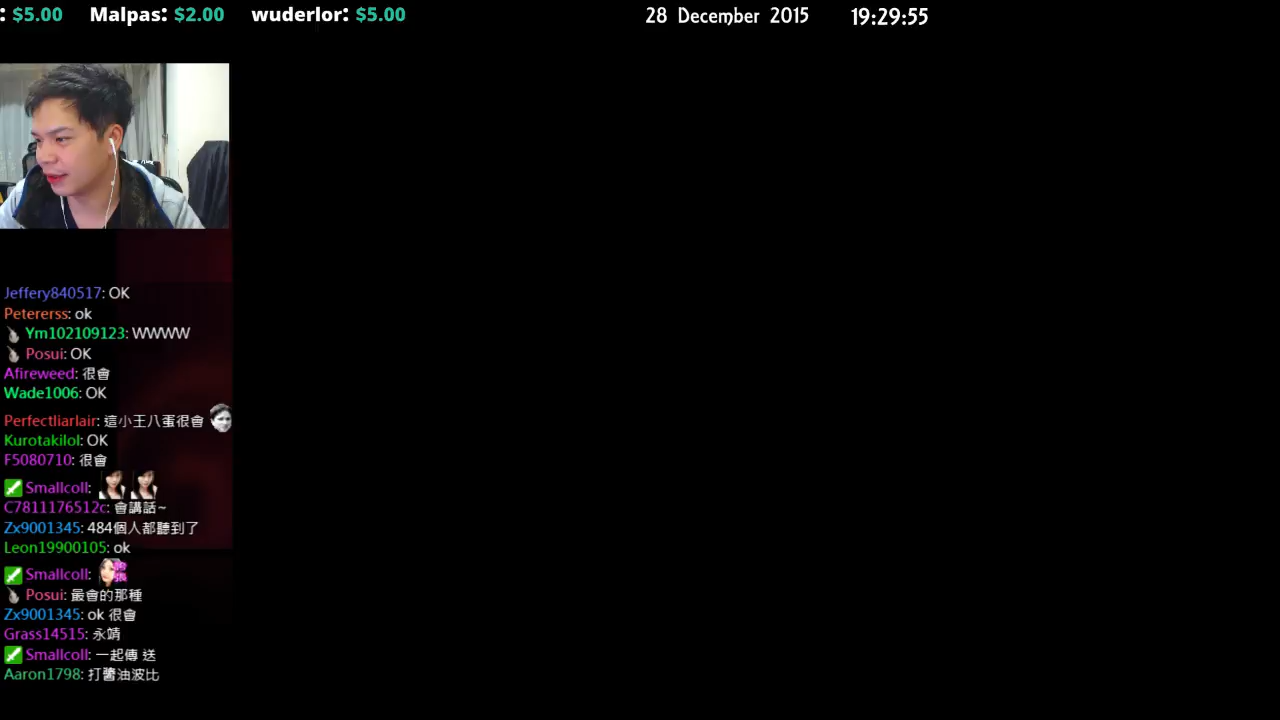 : $5.00 Malpas: $2.00 wuderlor: $5.00 28 December 2015 19:29:55
Jeffery840517: OK
Petererss: ok
Ym102109123: WWWW
Posui: OK
Afireweed: 很會
Wade1006: OK
Perfectliarlair: 這小王八蛋很會
Kurotakilol: OK
F5080710: 很會
Smallcoll:
C7811176512c: 會講話~
Zx9001345: 484個人都聽到了
Leon19900105: ok
Smallcoll:
Posui: 最會的那種
Zx9001345: ok 很會
Grass14515: 永靖
Smallcoll: 一起傳 送
Aaron1798: 打醬油波比